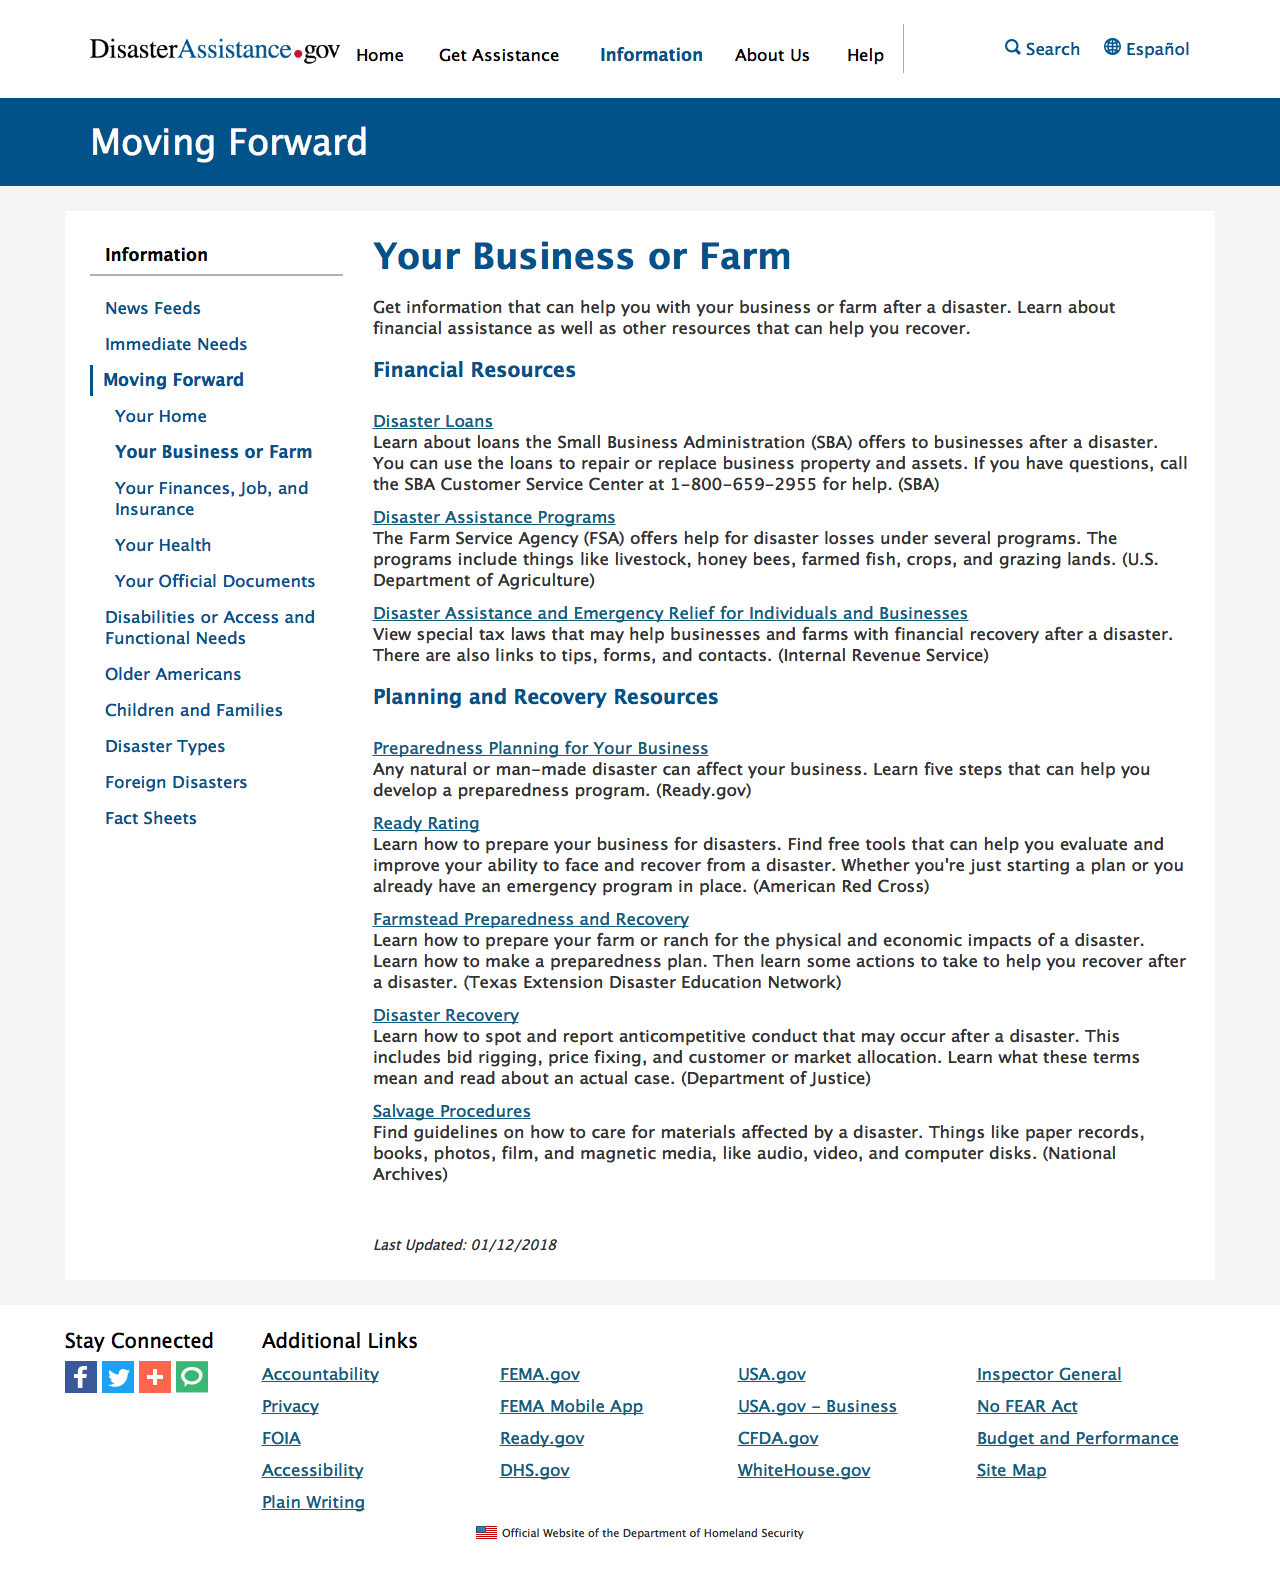 DisasterAssistance.gov Home Get Assistance Information About Us Help Search Español
Moving Forward
Information
News Feeds
Immediate Needs
Moving Forward
Your Home
Your Business or Farm
Your Finances, Job, and
Insurance
Your Health
Your Official Documents
Disabilities or Access and
Functional Needs
Older Americans
Children and Families
Disaster Types
Foreign Disasters
Fact Sheets
Your Business or Farm
Get information that can help you with your business or farm after a disaster. Learn about
financial assistance as well as other resources that can help you recover.
Financial Resources
Disaster Loans
Learn about loans the Small Business Administration (SBA) offers to businesses after a disaster.
You can use the loans to repair or replace business property and assets. If you have questions, call
the SBA Customer Service Center at 1-800-659-2955 for help. (SBA)
Disaster Assistance Programs
The Farm Service Agency (FSA) offers help for disaster losses under several programs. The
programs include things like livestock, honey bees, farmed fish, crops, and grazing lands. (U.S.
Department of Agriculture)
Disaster Assistance and Emergency Relief for Individuals and Businesses
View special tax laws that may help businesses and farms with financial recovery after a disaster.
There are also links to tips, forms, and contacts. (Internal Revenue Service)
Planning and Recovery Resources
Preparedness Planning for Your Business
Any natural or man-made disaster can affect your business. Learn five steps that can help you
develop a preparedness program. (Ready.gov)
Ready Rating
Learn how to prepare your business for disasters. Find free tools that can help you evaluate and
improve your ability to face and recover from a disaster. Whether you're just starting a plan or you
already have an emergency program in place. (American Red Cross)
Farmstead Preparedness and Recovery
Learn how to prepare your farm or ranch for the physical and economic impacts of a disaster.
Learn how to make a preparedness plan. Then learn some actions to take to help you recover after
a disaster. (Texas Extension Disaster Education Network)
Disaster Recovery
Learn how to spot and report anticompetitive conduct that may occur after a disaster. This
includes bid rigging, price fixing, and customer or market allocation. Learn what these terms
mean and read about an actual case. (Department of Justice)
Salvage Procedures
Find guidelines on how to care for materials affected by a disaster. Things like paper records,
books, photos, film, and magnetic media, like audio, video, and computer disks. (National
Archives)
Last Updated: 01/12/2018
Stay Connected
Additional Links
Accountability
Privacy
FOIA
Accessibility
Plain Writing
FEMA.gov
FEMA Mobile App
Ready.gov
DHS.gov
USA.gov
USA.gov - Business
CFDA.gov
WhiteHouse.gov
Inspector General
No FEAR Act
Budget and Performance
Site Map
Official Website of the Department of Homeland Security